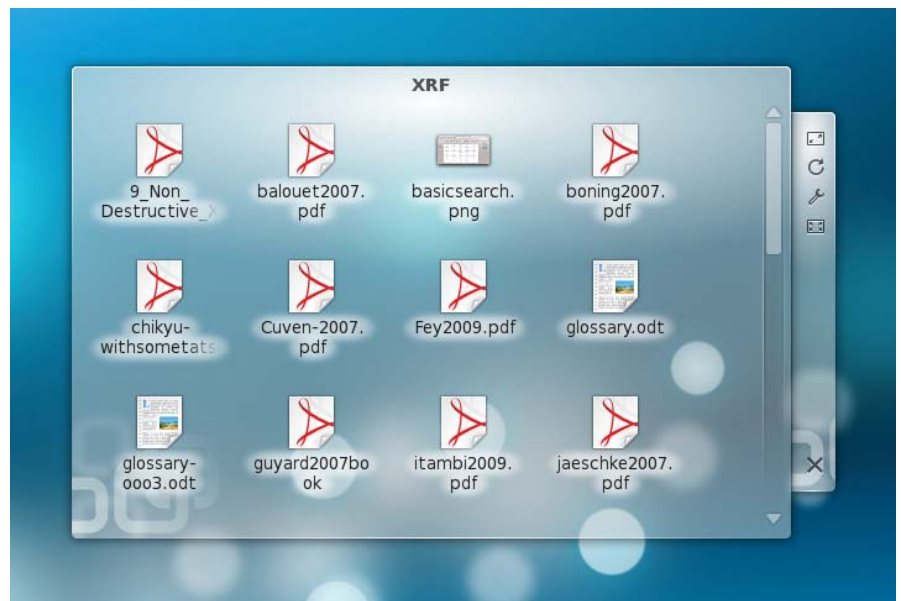 XRF
9_Non_
Destructive_X
balouet2007.
pdf
basicsearch.
png
boning2007.
pdf
chikyu-
withsometats
Cuven-2007.
pdf
Fey2009.pdf
glossary.odt
glossary-
ooo3.odt
guyard2007bo
ok
itambi2009.
pdf
jaeschke2007.
pdf